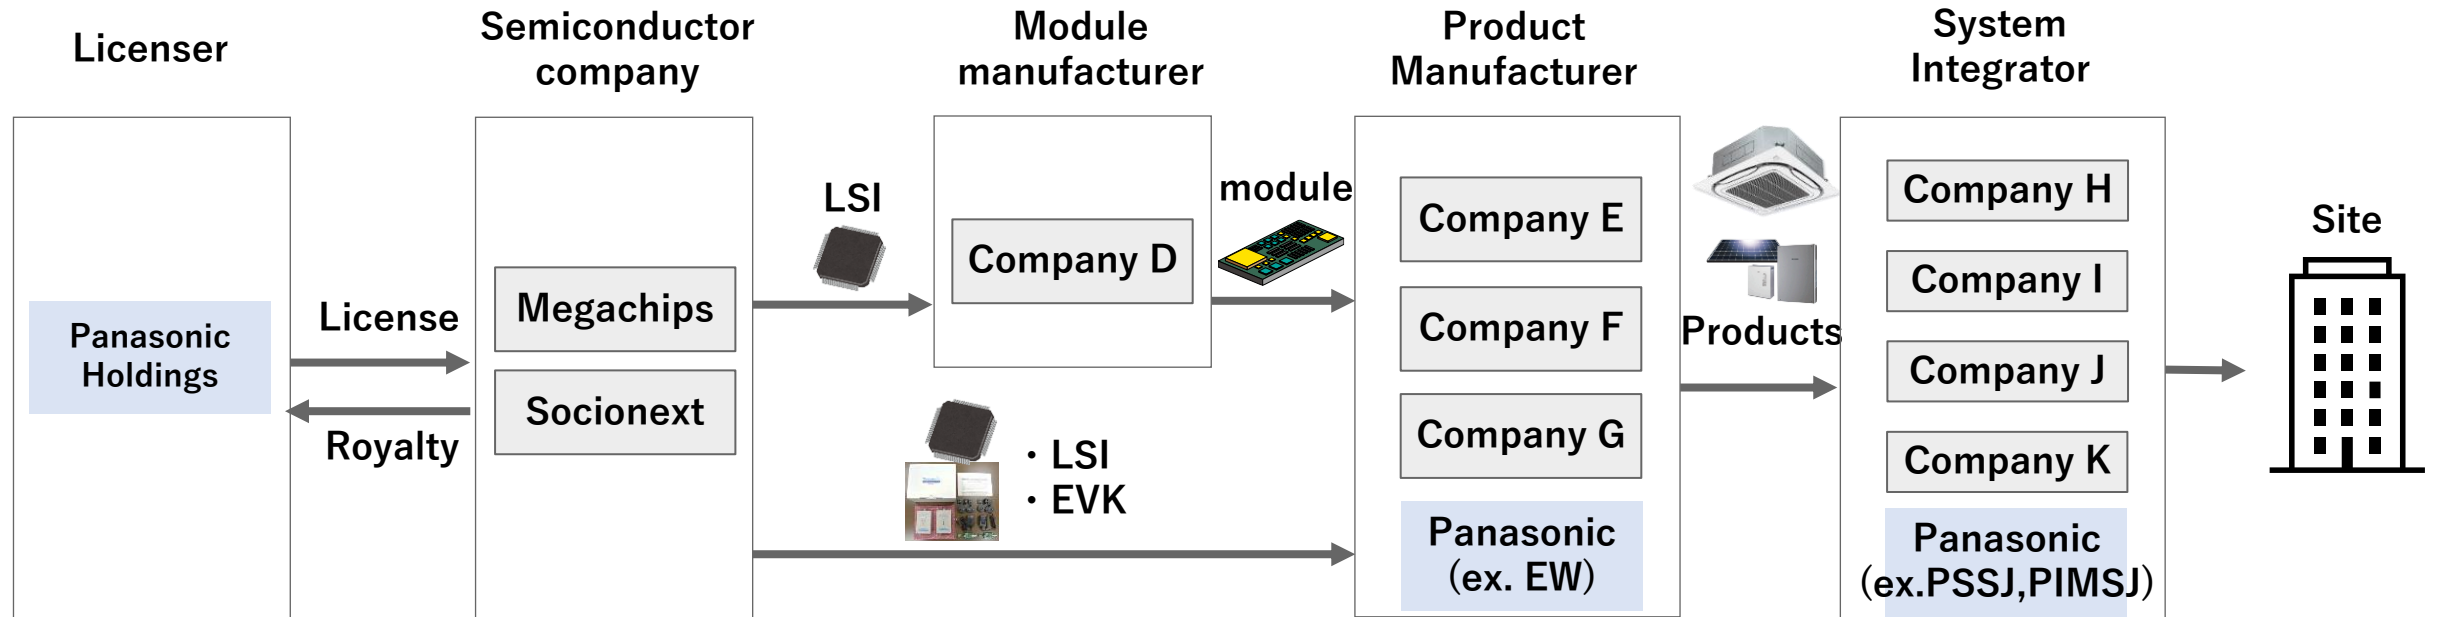 Licenser
Semiconductor
company
Module
manufacturer
Product
Manufacturer
System
Integrator
Panasonic
Holdings
License
Royalty
Megachips
Socionext
LSI
Company D
・LSI
・EVK
module
Company E
Company F
Company G
Panasonic
(ex. EW)
Products
Company H
Company I
Company J
Company K
Panasonic
(ex.PSSJ,PIMSJ)
Site